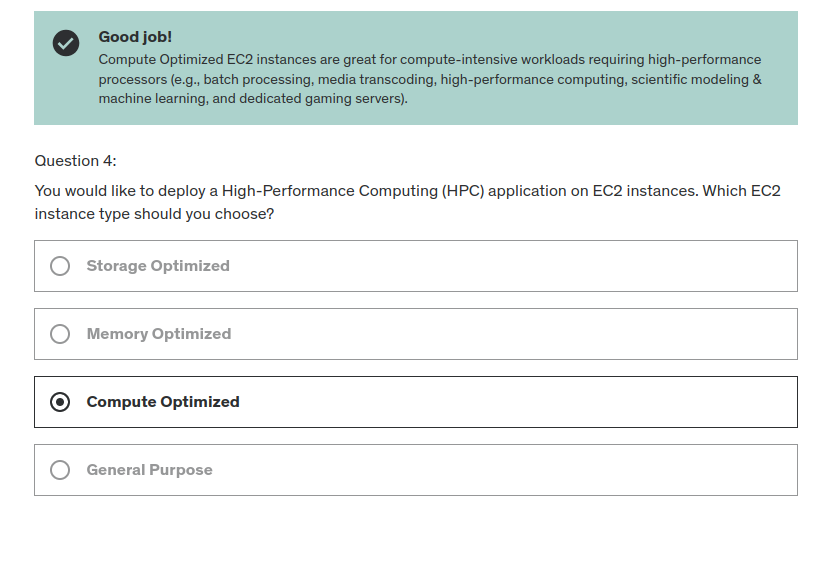 Good job!
Compute Optimized EC2 instances are great for compute-intensive workloads requiring high-performance
processors (e.g., batch processing, media transcoding, high-performance computing, scientific modeling &
machine learning, and dedicated gaming servers).
Question 4:
You would like to deploy a High-Performance Computing (HPC) application on EC2 instances. Which EC2
instance type should you choose?
Storage Optimized
Memory Optimized
Compute Optimized
General Purpose